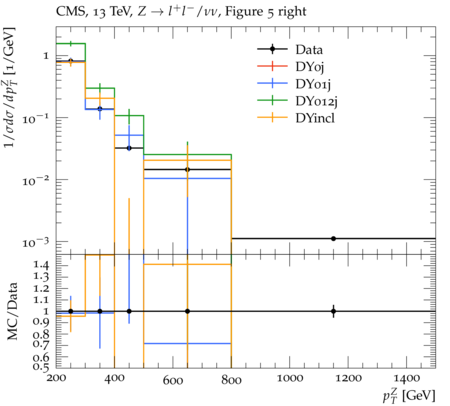 CMS, 13 TeV, Z → l⁺l⁻/νν, Figure 5 right
1/σdσ/dp_T^Z [1/GeV]
1
10⁻¹
10⁻²
10⁻³
Data
DY0j
DY01j
DY012j
DYincl
MC/Data
1.4
1.3
1.2
1.1
1
0.9
0.8
0.7
0.6
0.5
200 400 600 800 1000 1200 1400
p_T^Z [GeV]